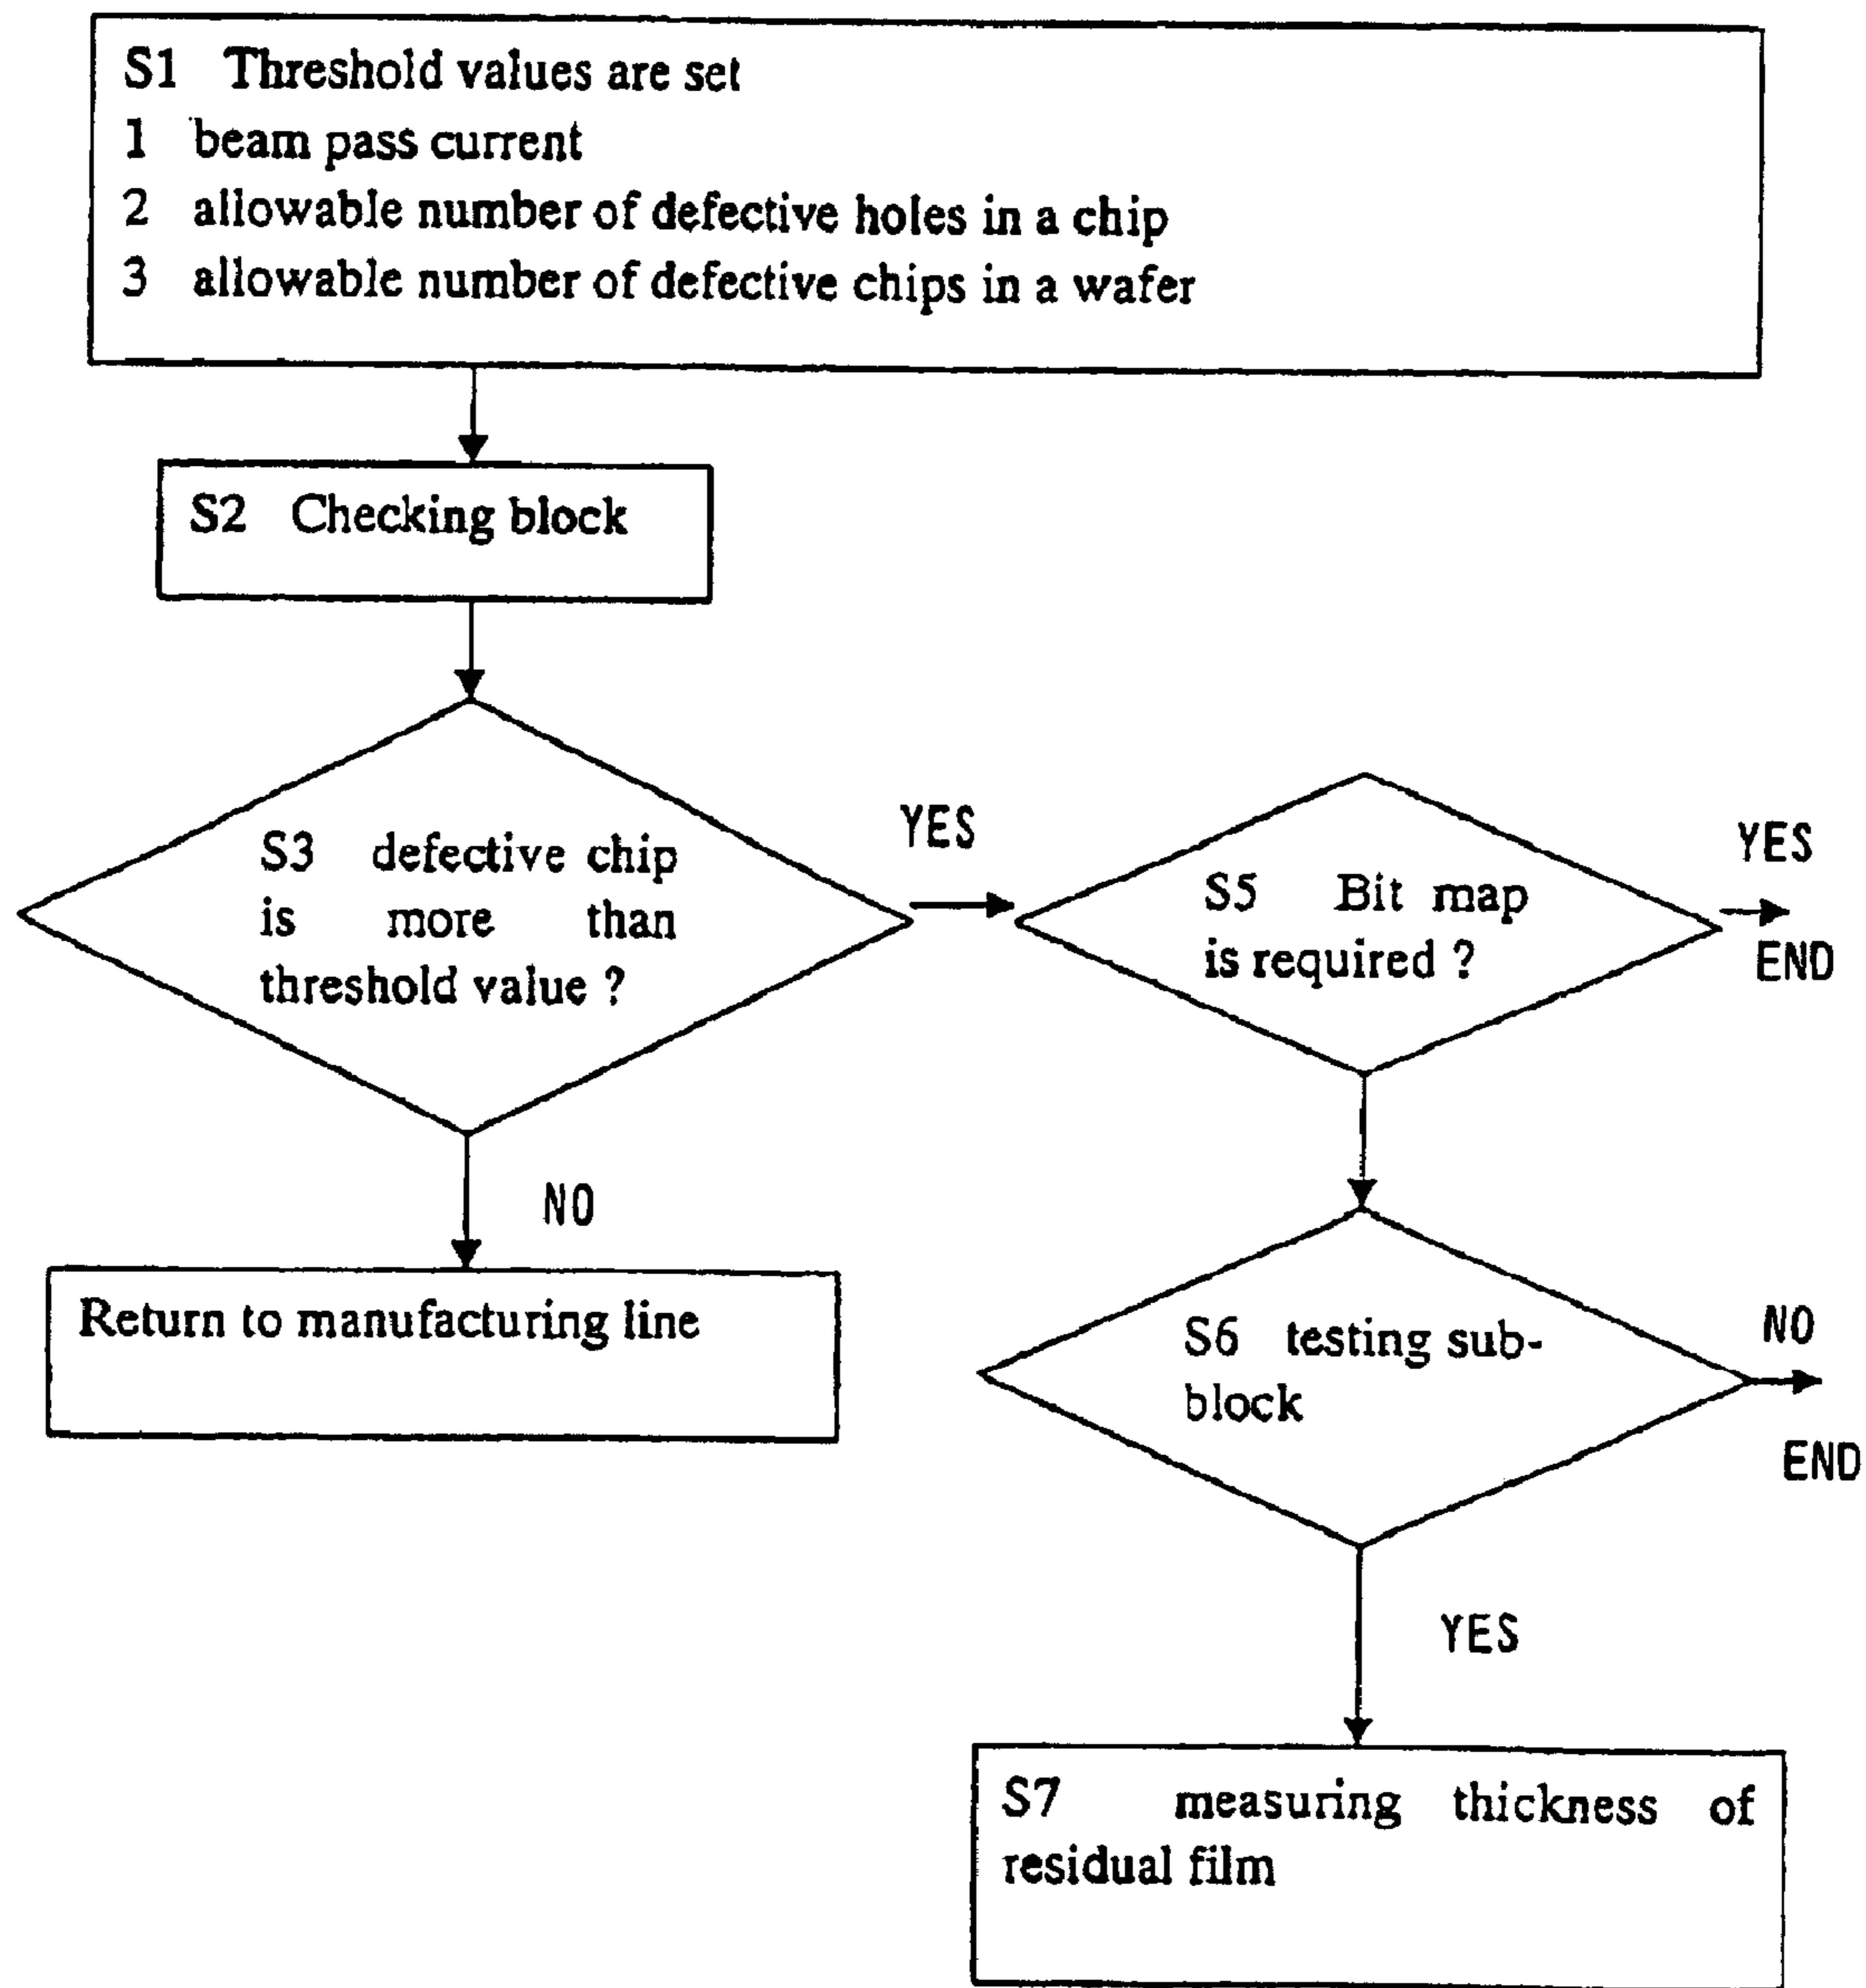 S1 Threshold values are set
1 beam pass current
2 allowable number of defective holes in a chip
3 allowable number of defective chips in a wafer
S2 Checking block
S3 defective chip
is more than
threshold value ?
YES
S5 Bit map
is required ?
YES
END
NO
Return to manufacturing line
S6 testing sub-
block
NO
END
YES
S7 measuring thickness of
residual film